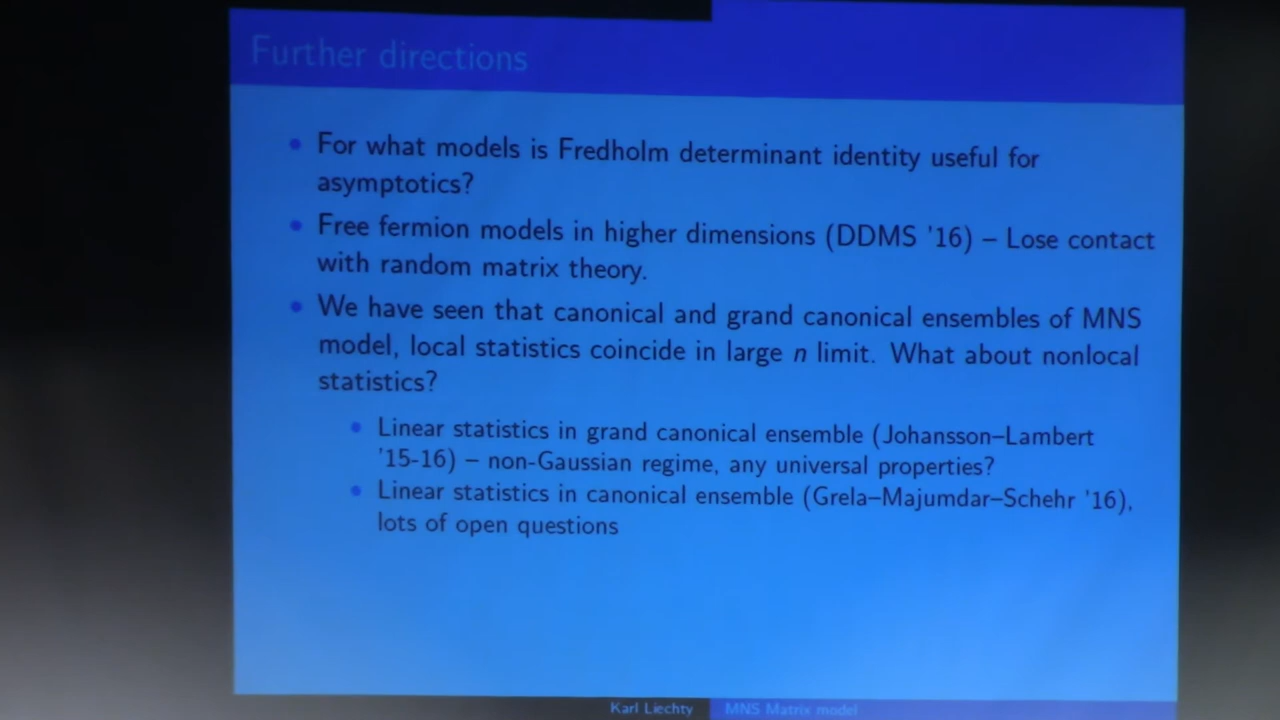 Further directions
• For what models is Fredholm determinant identity useful for
asymptotics?
• Free fermion models in higher dimensions (DDMS '16) – Lose contact
with random matrix theory.
• We have seen that canonical and grand canonical ensembles of MNS
model, local statistics coincide in large n limit. What about nonlocal
statistics?
• Linear statistics in grand canonical ensemble (Johansson–Lambert
'15-16) – non-Gaussian regime, any universal properties?
• Linear statistics in canonical ensemble (Grela–Majumdar–Schehr '16),
lots of open questions
Karl Liechty MNS Matrix model